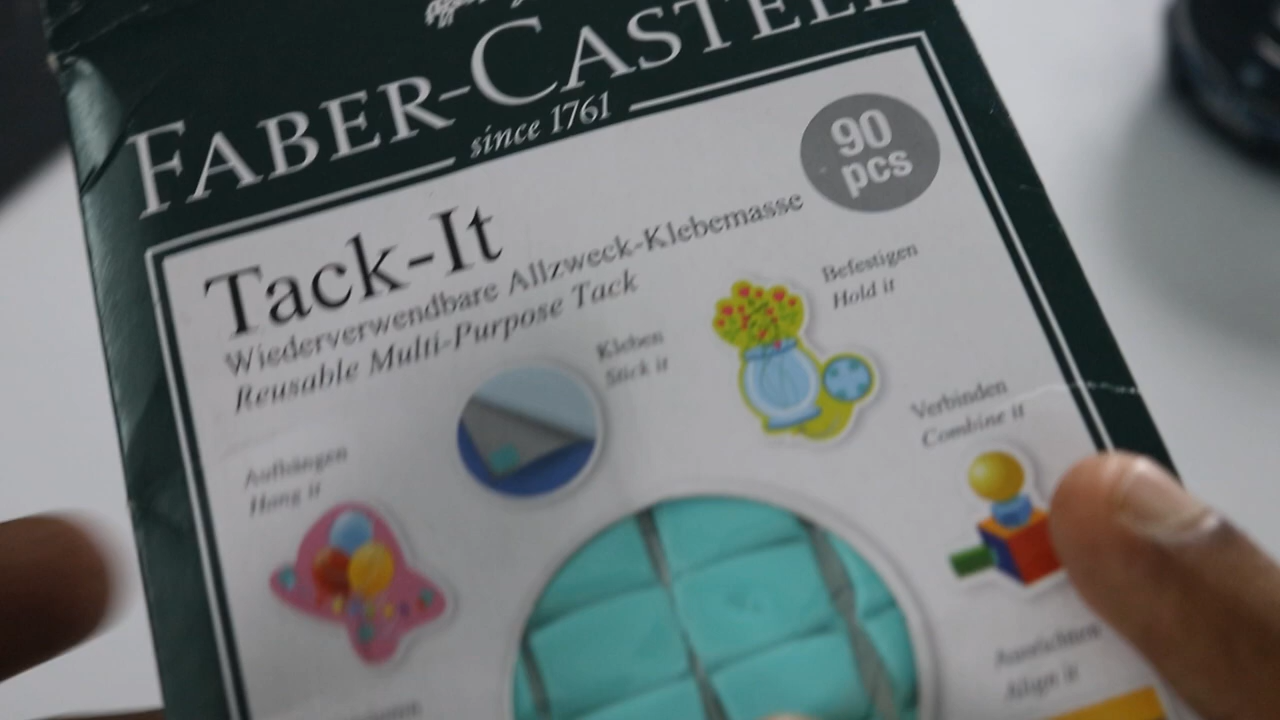 FABER-CASTELL
since 1761
90
pcs
Tack-It
Wiederverwendbare Allzweck-Klebemasse
Reusable Multi-Purpose Tack
Befestigen
Hold it
Kleben
Stick it
Verbinden
Combine it
Aufhängen
Hang it
Ausrichten
Align it